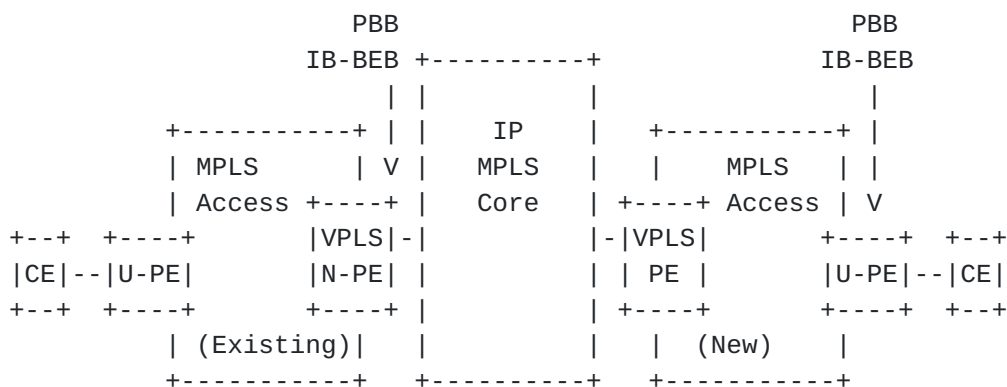 PBB                                PBB
              IB-BEB +----------+                 IB-BEB
                   | |          |                    |
       +-----------+ | |    IP    |   +-----------+ |
       | MPLS      | V |   MPLS   |   |   MPLS    | |
       | Access +----+ |   Core   | +----+ Access | V
+--+  +----+      |VPLS|-|          |-|VPLS|      +----+  +--+
|CE|--|U-PE|      |N-PE| |          | | PE |      |U-PE|--|CE|
+--+  +----+      +----+ |          | +----+      +----+  +--+
       | (Existing)|   |          |   |  (New)    |
       +-----------+   +----------+   +-----------+